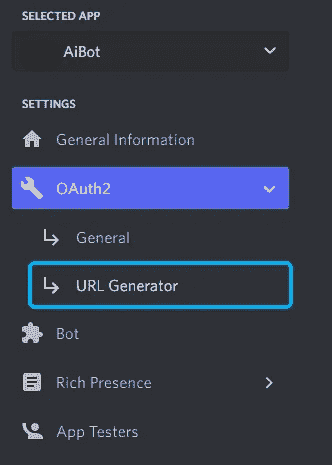 SELECTED APP
AiBot
SETTINGS
General Information
OAuth2
General
URL Generator
Bot
Rich Presence
App Testers